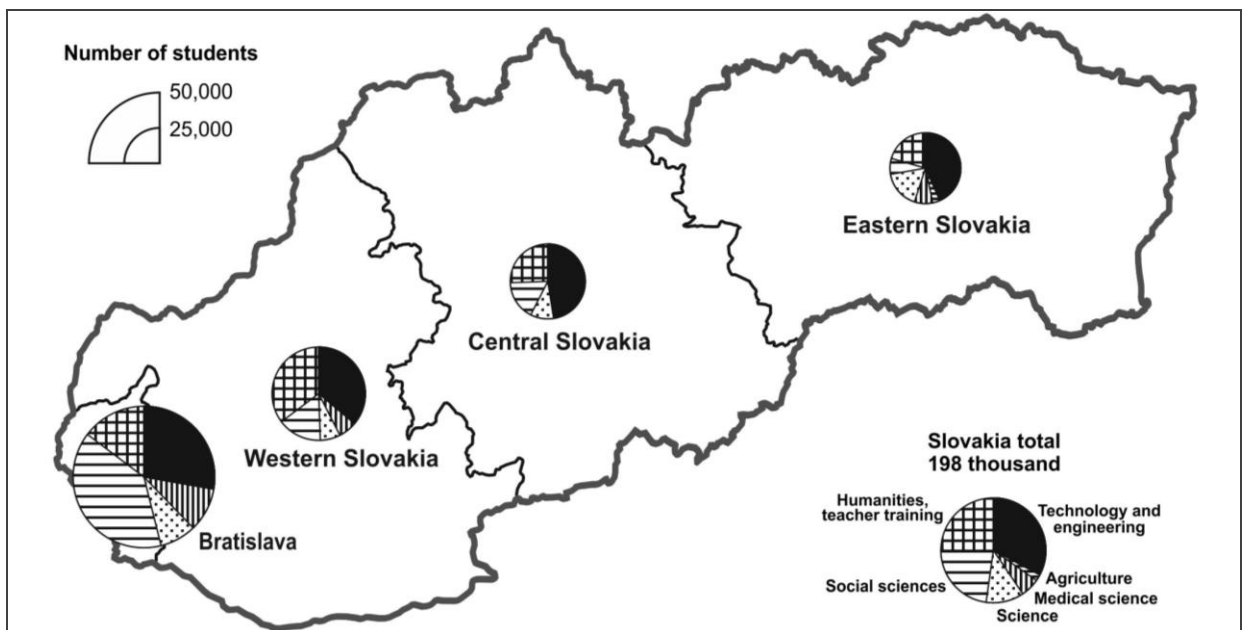 Number of students
50,000
25,000
Eastern Slovakia
Central Slovakia
Western Slovakia
Bratislava
Slovakia total
198 thousand
Humanities,
teacher training
Technology and
engineering
Social sciences
Agriculture
Medical science
Science